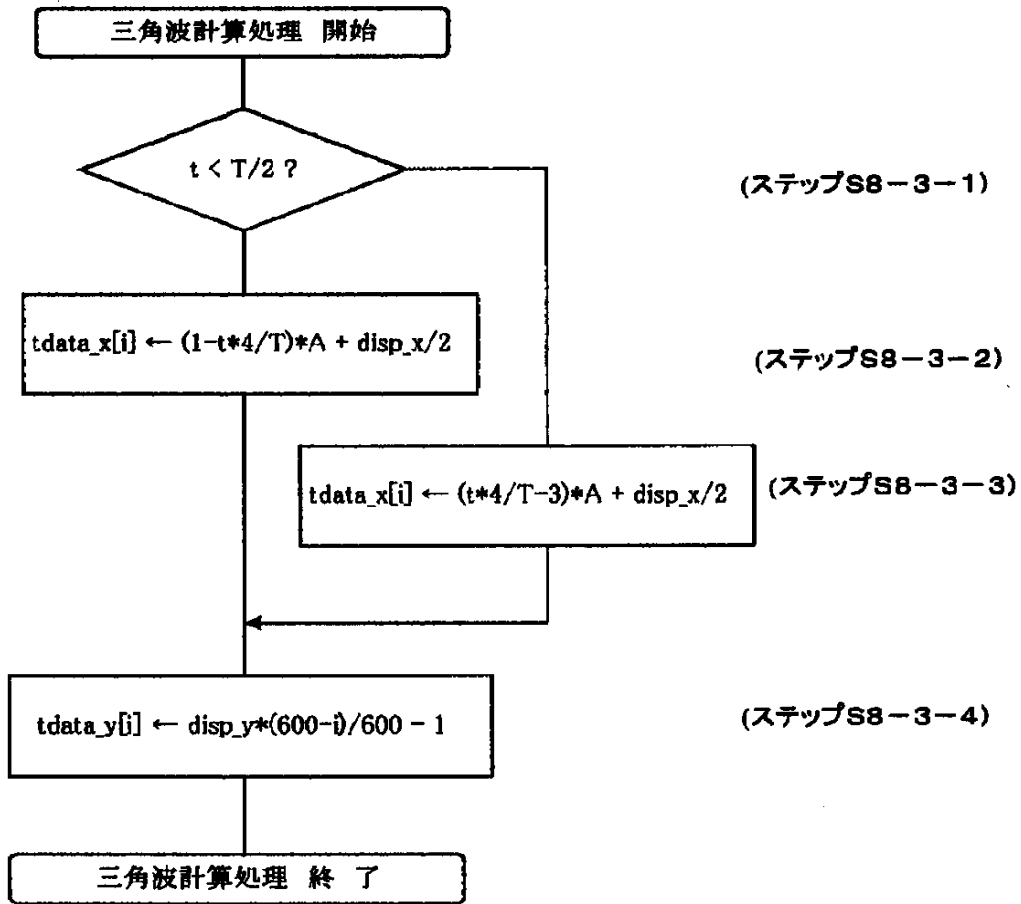 三角波計算処理 開始
t < T/2 ?
(ステップS8-3-1)
tdata_x[i] ← (1-t*4/T)*A + disp_x/2
(ステップS8-3-2)
tdata_x[i] ← (t*4/T-3)*A + disp_x/2
(ステップS8-3-3)
tdata_y[i] ← disp_y*(600-i)/600 - 1
(ステップS8-3-4)
三角波計算処理 終 了